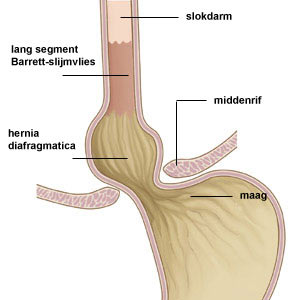 slokdarm
lang segment
Barrett-slijmvlies
middenrif
hernia
diafragmatica
maag